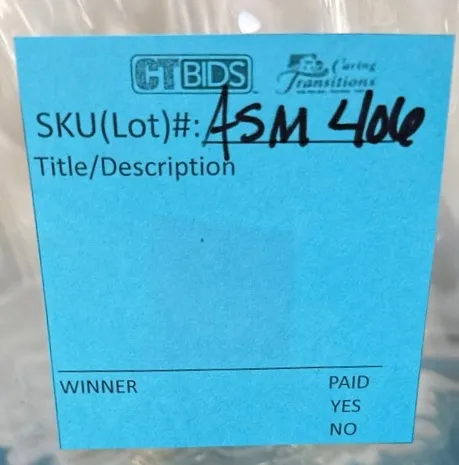 CTBIDS Caring Transitions
SKU(Lot)#: ASM 406
Title/Description
WINNER PAID
YES
NO